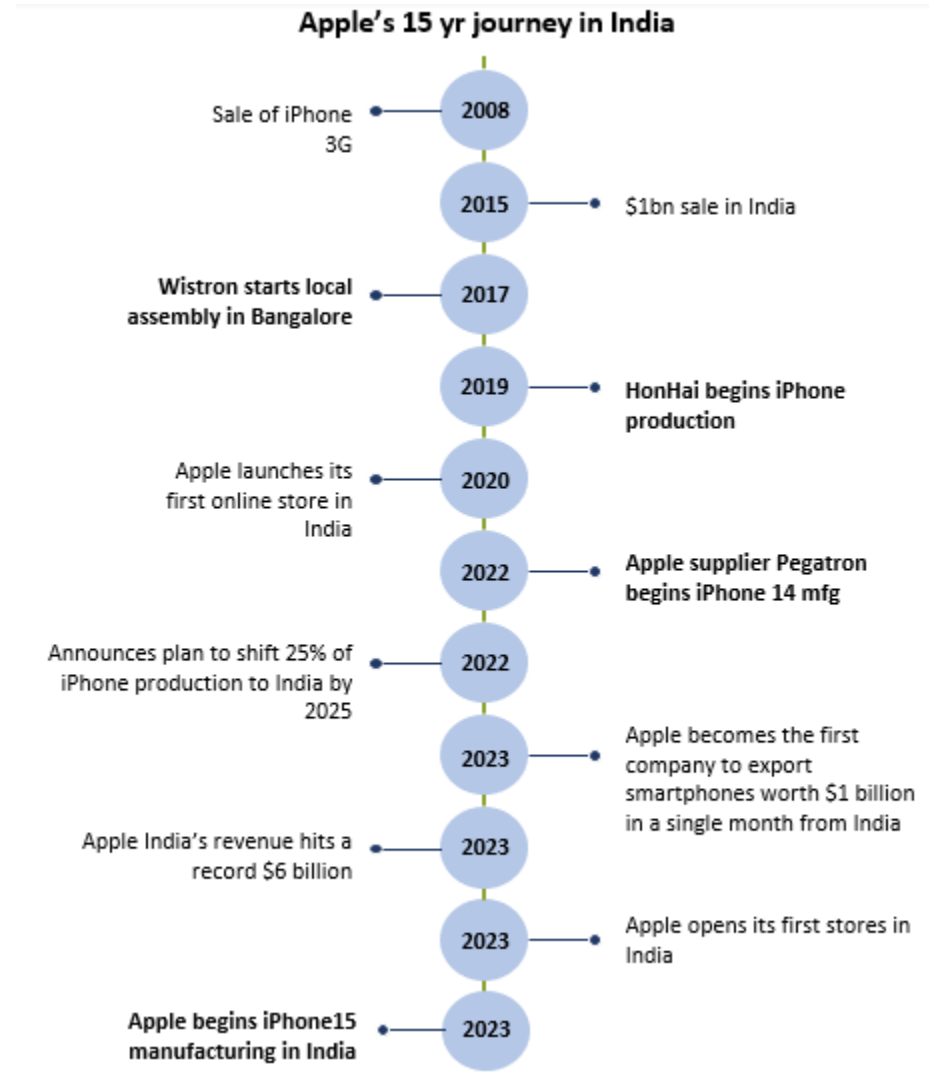 Apple's 15 yr journey in India
2008
Sale of iPhone
3G
2015
$1bn sale in India
2017
Wistron starts local
assembly in Bangalore
2019
HonHai begins iPhone
production
2020
Apple launches its
first online store in
India
2022
Apple supplier Pegatron
begins iPhone 14 mfg
2022
Announces plan to shift 25% of
iPhone production to India by
2025
2023
Apple becomes the first
company to export
smartphones worth $1 billion
in a single month from India
2023
Apple India's revenue hits a
record $6 billion
2023
Apple opens its first stores in
India
2023
Apple begins iPhone15
manufacturing in India